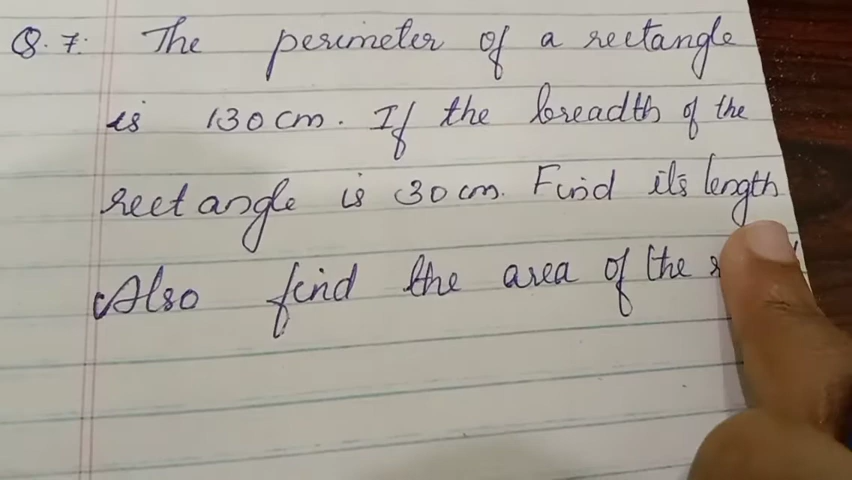 Q.7: The perimeter of a rectangle
is 130 cm. If the breadth of the
rectangle is 30 cm. Find its length
Also find the area of the